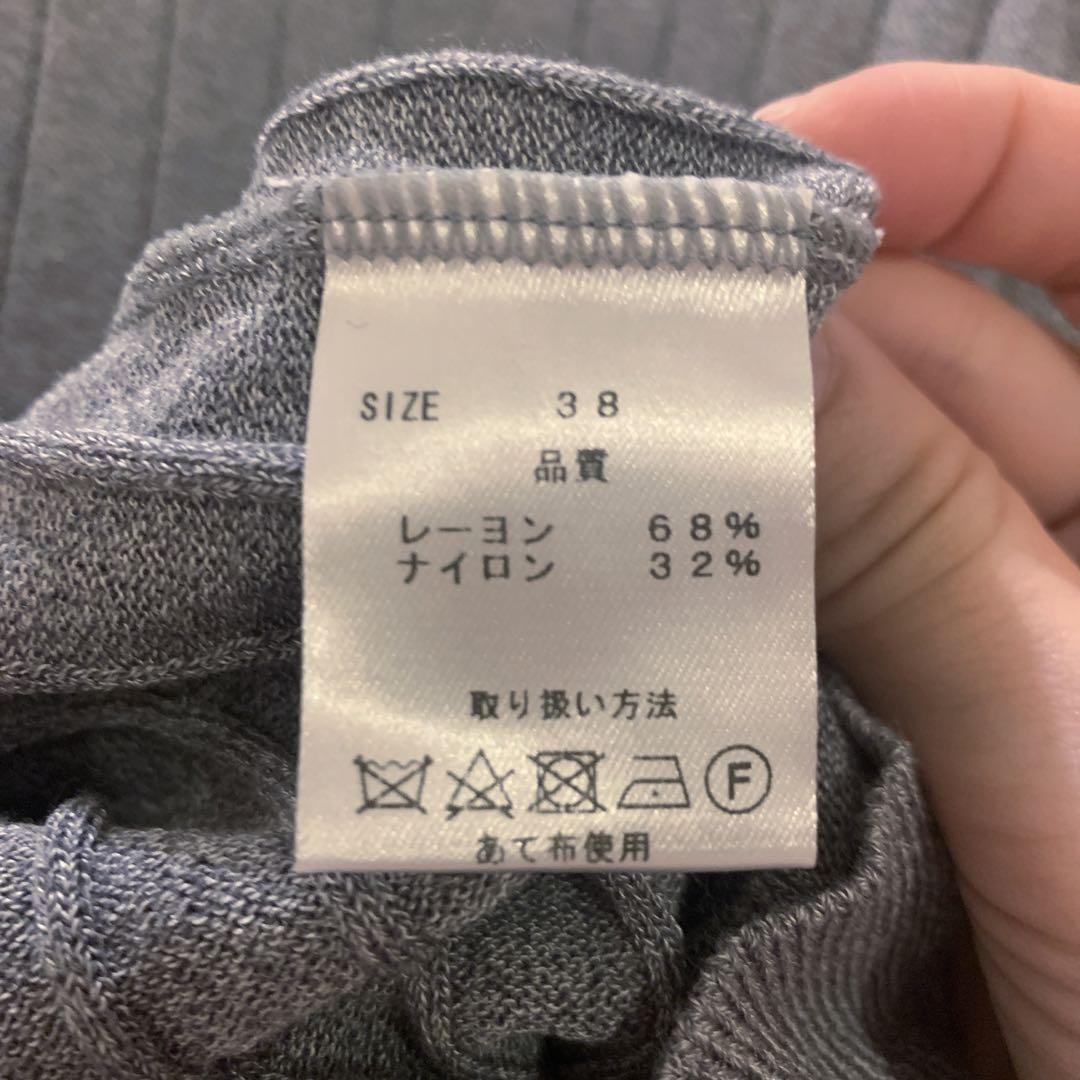 SIZE 38
品質
レーヨン 68%
ナイロン 32%
取り扱い方法
F
あて布使用